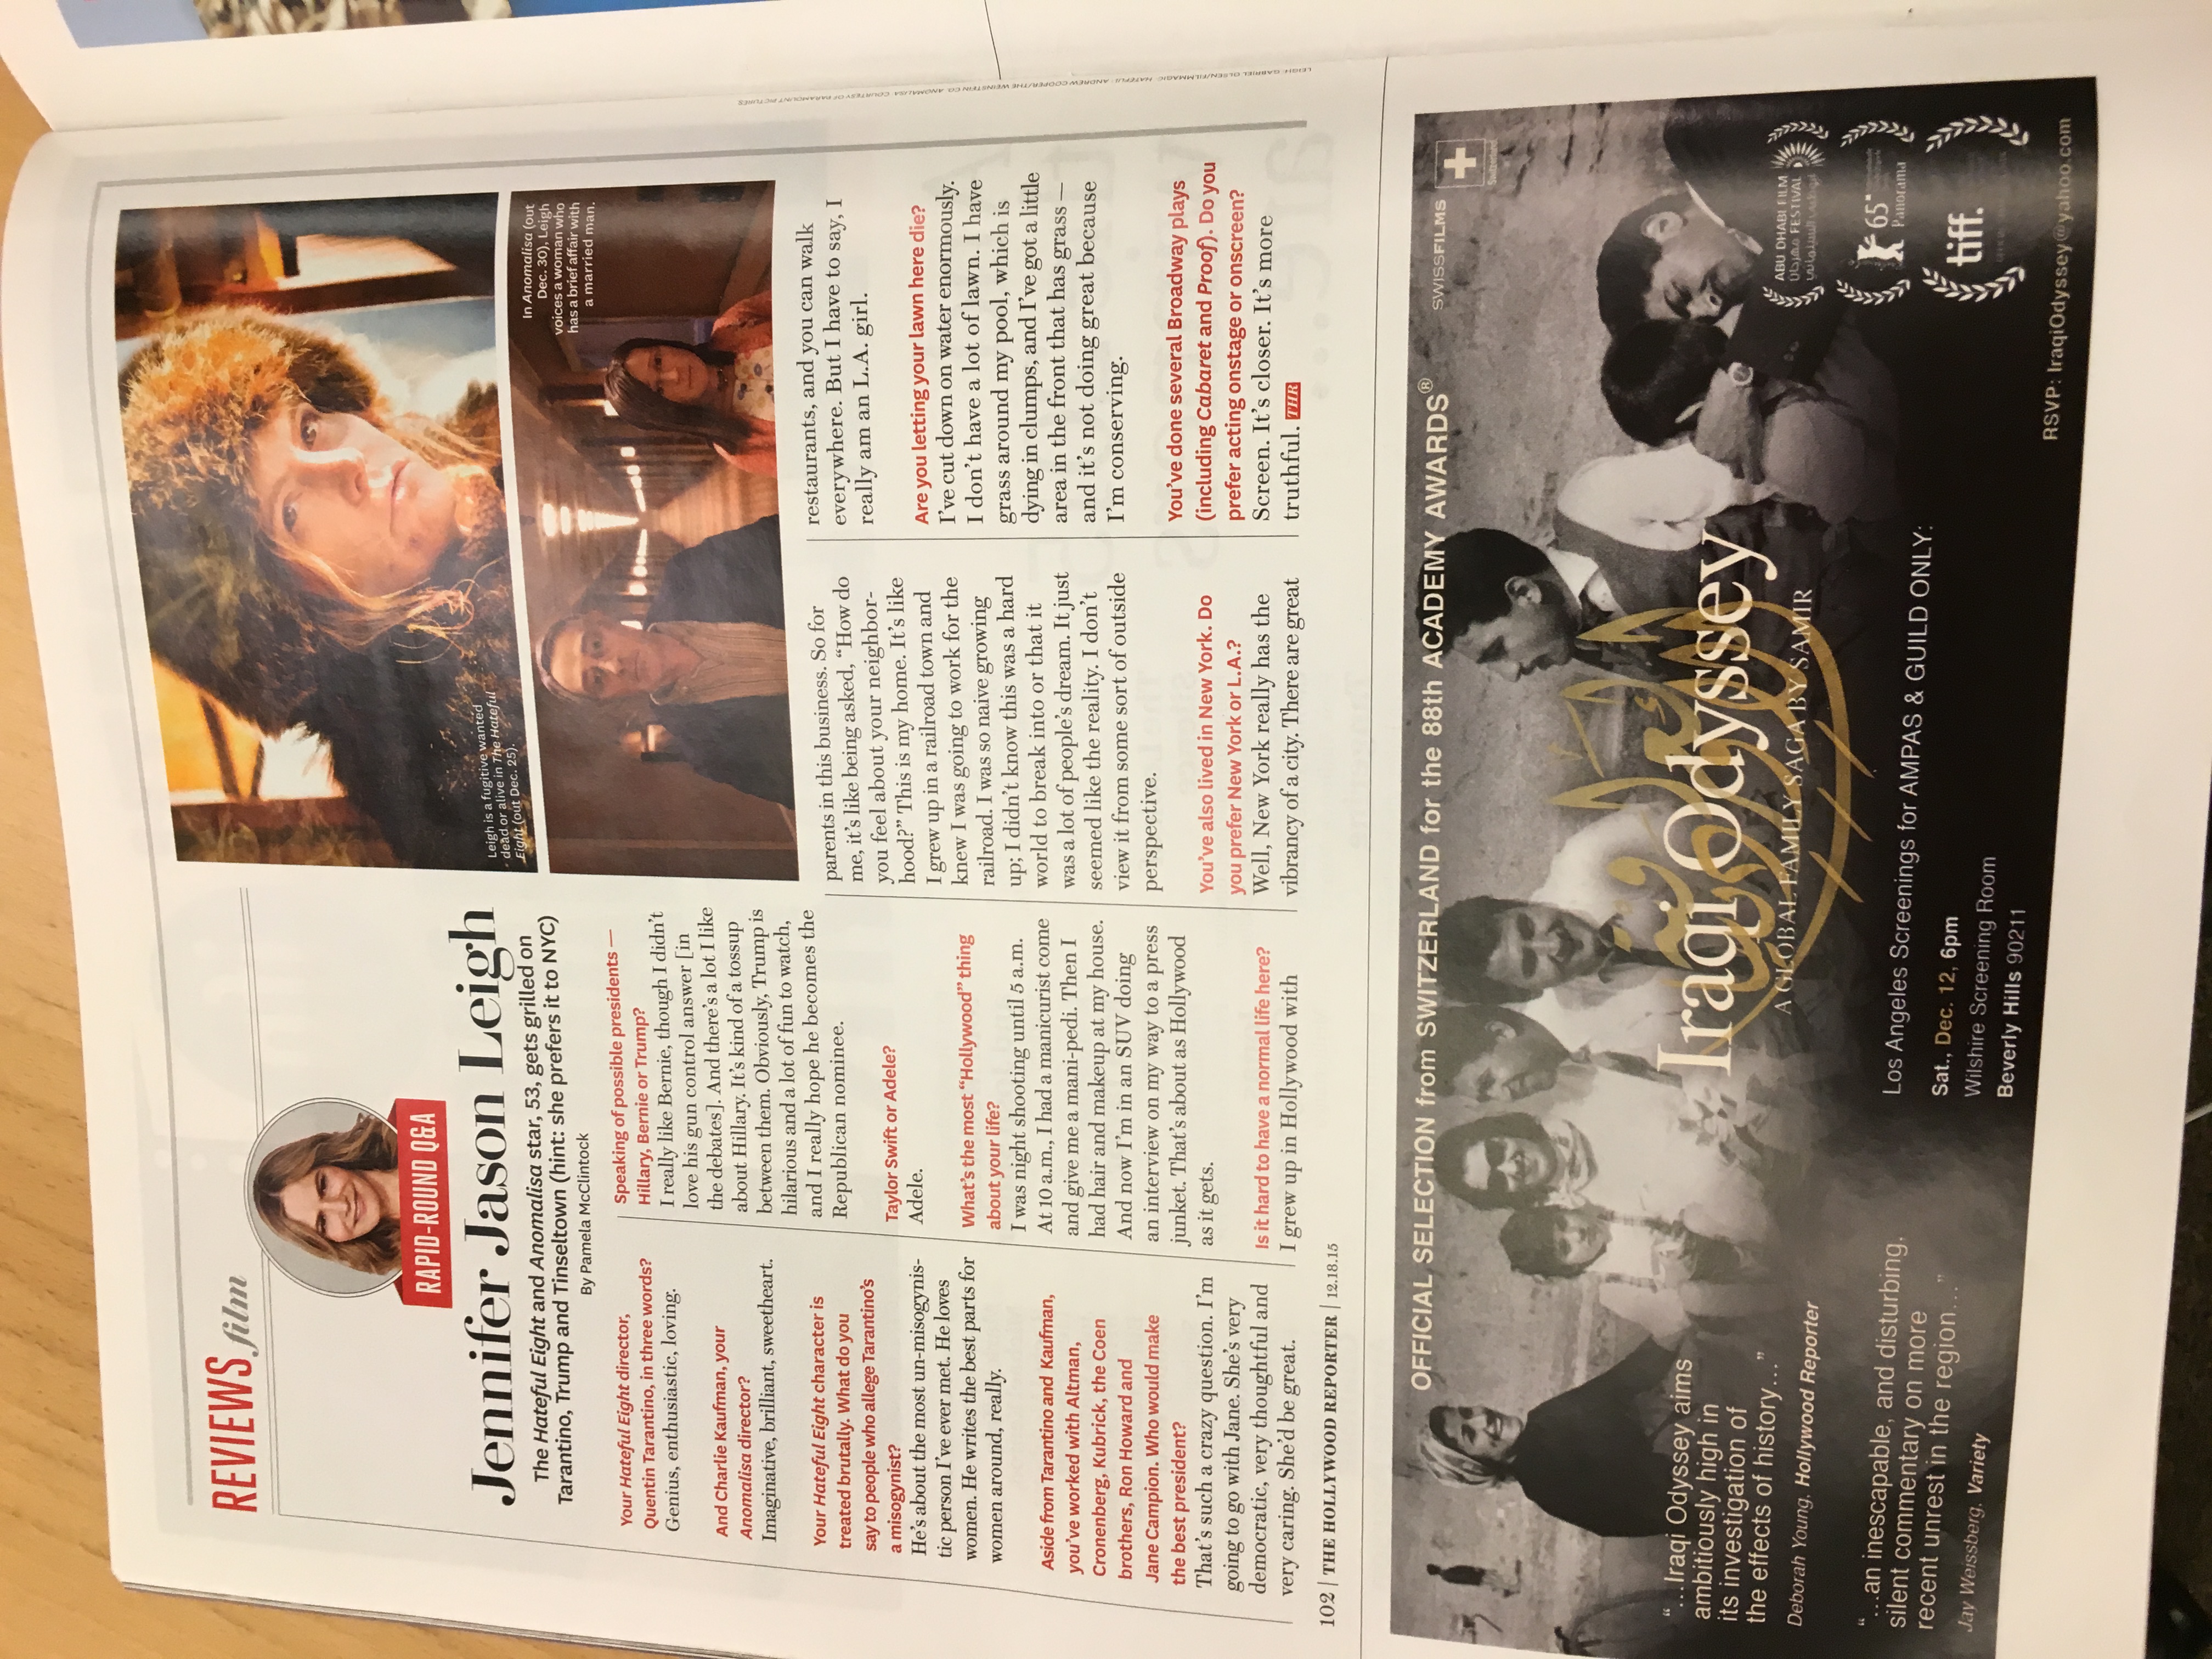 REVIEWS film
RAPID-ROUND Q&A
Jennifer Jason Leigh
The Hateful Eight and Anomalisa star, 53, gets grilled on
Tarantino, Trump and Tinseltown (hint: she prefers it to NYC)
By Pamela McClintock
Your Hateful Eight director,
Quentin Tarantino, in three words?
Genius, enthusiastic, loving.
And Charlie Kaufman, your
Anomalisa director?
Imaginative, brilliant, sweetheart.
Your Hateful Eight character is
treated brutally. What do you
say to people who allege Tarantino's
a misogynist?
He's about the most un-misogynis-
tic person I've ever met. He loves
women. He writes the best parts for
women around, really.
Aside from Tarantino and Kaufman,
you've worked with Altman,
Cronenberg, Kubrick, the Coen
brothers, Ron Howard and
Jane Campion. Who would make
the best president?
That's such a crazy question. I'm
going to go with Jane. She's very
democratic, very thoughtful and
very caring. She'd be great.
Speaking of possible presidents —
Hillary, Bernie or Trump?
I really like Bernie, though I didn't
love his gun control answer [in
the debates]. And there's a lot I like
about Hillary. It's kind of a tossup
between them. Obviously, Trump is
hilarious and a lot of fun to watch,
and I really hope he becomes the
Republican nominee.
Taylor Swift or Adele?
Adele.
What's the most “Hollywood” thing
about your life?
I was night shooting until 5 a.m.
At 10 a.m., I had a manicurist come
and give me a mani-pedi. Then I
had hair and makeup at my house.
And now I'm in an SUV doing
an interview on my way to a press
junket. That's about as Hollywood
as it gets.
Is it hard to have a normal life here?
I grew up in Hollywood with
Leigh is a fugitive wanted
dead or alive in The Hateful
Eight (out Dec. 25).
In Anomalisa (out
Dec. 30), Leigh
voices a woman who
has a brief affair with
a married man.
parents in this business. So for
me, it's like being asked, “How do
you feel about your neighbor-
hood?” This is my home. It's like
I grew up in a railroad town and
knew I was going to work for the
railroad. I was so naive growing
up; I didn't know this was a hard
world to break into or that it
was a lot of people's dream. It just
seemed like the reality. I don't
view it from some sort of outside
perspective.
You've also lived in New York. Do
you prefer New York or L.A.?
Well, New York really has the
vibrancy of a city. There are great
restaurants, and you can walk
everywhere. But I have to say, I
really am an L.A. girl.
Are you letting your lawn here die?
I've cut down on water enormously.
I don't have a lot of lawn. I have
grass around my pool, which is
dying in clumps, and I've got a little
area in the front that has grass —
and it's not doing great because
I'm conserving.
You've done several Broadway plays
(including Cabaret and Proof). Do you
prefer acting onstage or onscreen?
Screen. It's closer. It's more
truthful. THR
LEIGH: GABRIEL OLSEN/FILMMAGIC. HATEFUL: ANDREW COOPER/THE WEINSTEIN CO. ANOMALISA: COURTESY OF PARAMOUNT PICTURES.
102 | THE HOLLYWOOD REPORTER | 12.18.15
OFFICIAL SELECTION from SWITZERLAND for the 88th ACADEMY AWARDS®
SWISSFILMS
Switzerland
“...Iraqi Odyssey aims
ambitiously high in
its investigation of
the effects of history...”
Deborah Young, Hollywood Reporter
“...an inescapable, and disturbing,
silent commentary on more
recent unrest in the region...”
Jay Weissberg, Variety
Iraqi Odyssey
A GLOBAL FAMILY SAGA BY SAMIR
Los Angeles Screenings for AMPAS & GUILD ONLY:
Sat., Dec. 12, 6pm
Wilshire Screening Room
Beverly Hills 90211
ABU DHABI FILM
FESTIVAL مهرجان
65
Panorama
tiff.
RSVP: IraqiOdyssey@yahoo.com